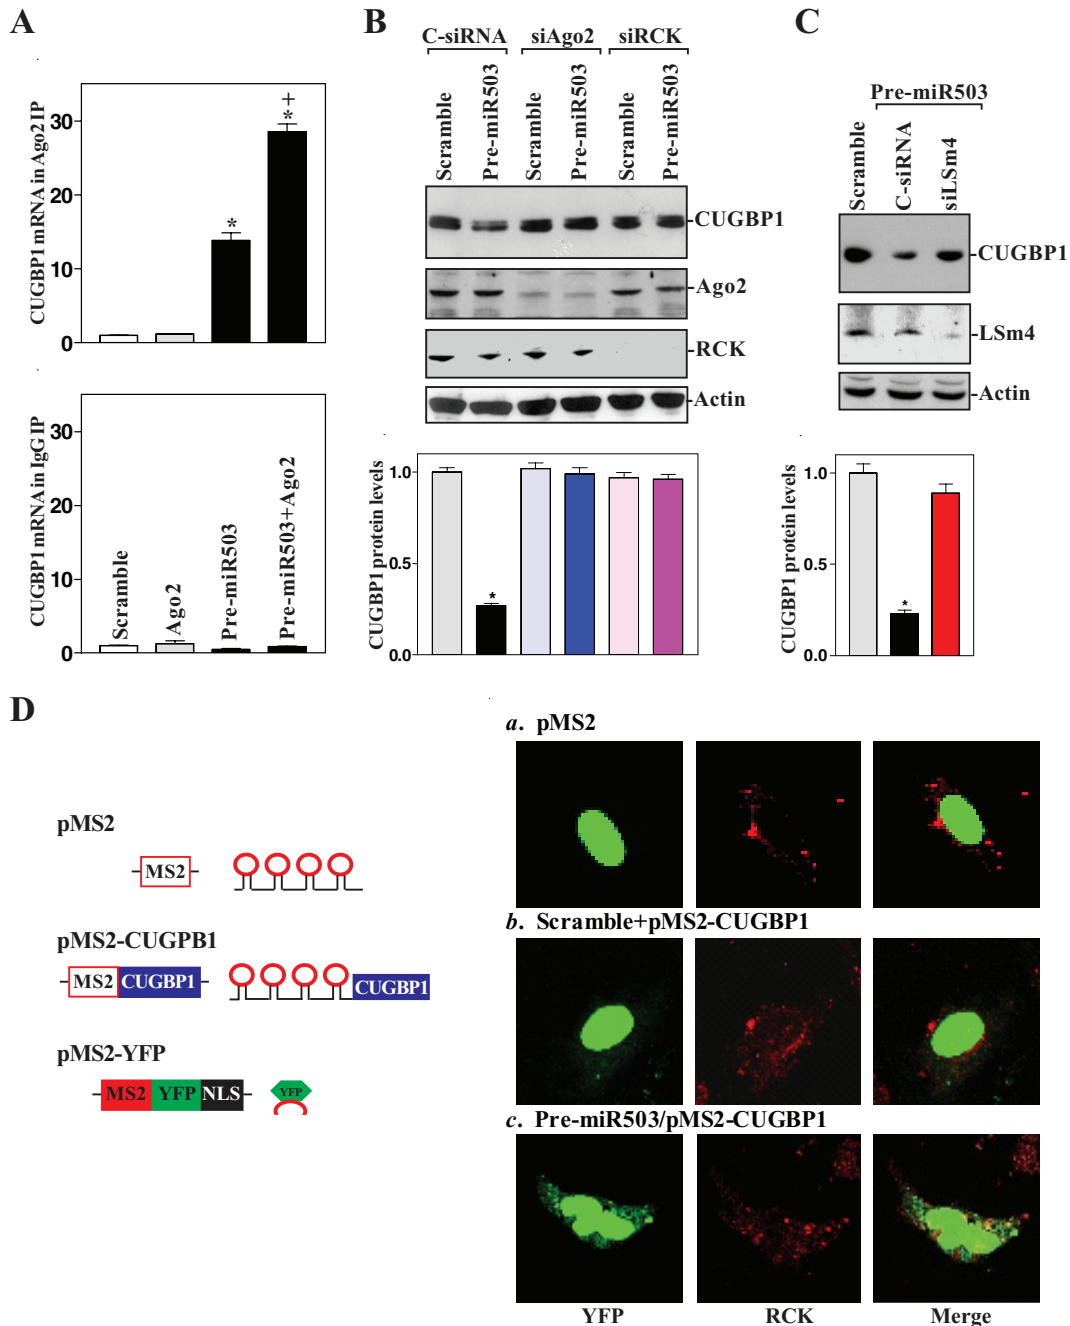 A
CUGBP1 mRNA in Ago2 IP
30
20
10
0
*
+
*
CUGBP1 mRNA in IgG IP
30
20
10
0
Scramble
Ago2
Pre-miR503
Pre-miR503+Ago2
B
C-siRNA siAgo2 siRCK
Scramble
Pre-miR503
Scramble
Pre-miR503
Scramble
Pre-miR503
-CUGBP1
-Ago2
-RCK
-Actin
CUGBP1 protein levels
1.0
0.5
0.0
*
C
Pre-miR503
Scramble
C-siRNA
siLSm4
-CUGBP1
-LSm4
-Actin
CUGBP1 protein levels
1.0
0.5
0.0
*
D
pMS2
MS2
pMS2-CUGPB1
MS2 CUGBP1
CUGBP1
pMS2-YFP
MS2 YFP NLS
YFP
a. pMS2
b. Scramble+pMS2-CUGBP1
c. Pre-miR503/pMS2-CUGBP1
YFP RCK Merge